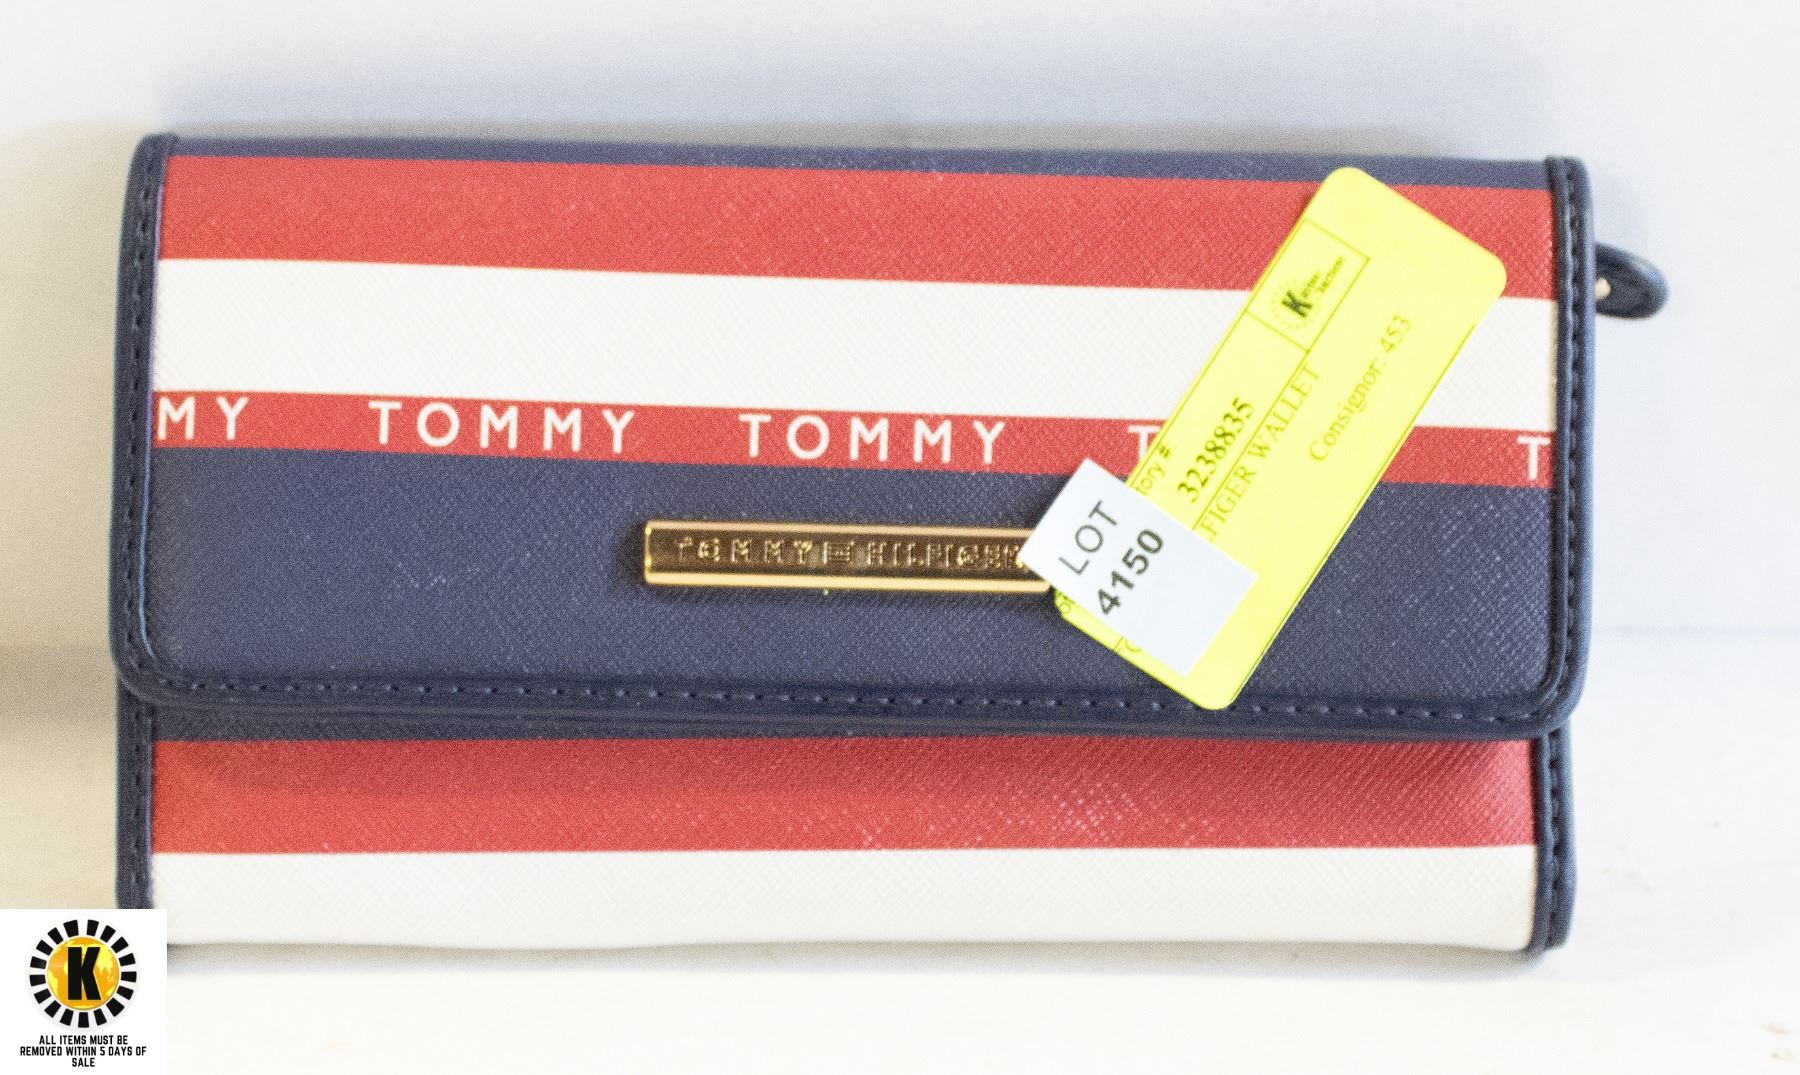 MY TOMMY TOMMY T T
TOMMY HILFIGER
K
3238835
WALLET
Consignor: 453
LOT
4150
K
ALL ITEMS MUST BE
REMOVED WITHIN 5 DAYS OF
SALE